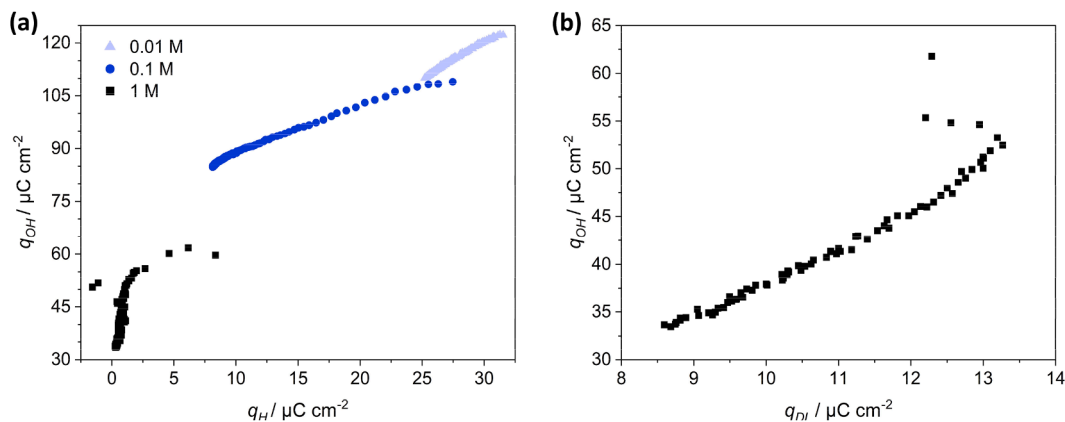 (a)
0.01 M
0.1 M
1 M
120
105
90
75
60
45
30
q_OH / µC cm⁻²
0 5 10 15 20 25 30
q_H / µC cm⁻²
(b)
65
60
55
50
45
40
35
30
q_OH / µC cm⁻²
8 9 10 11 12 13 14
q_DL / µC cm⁻²